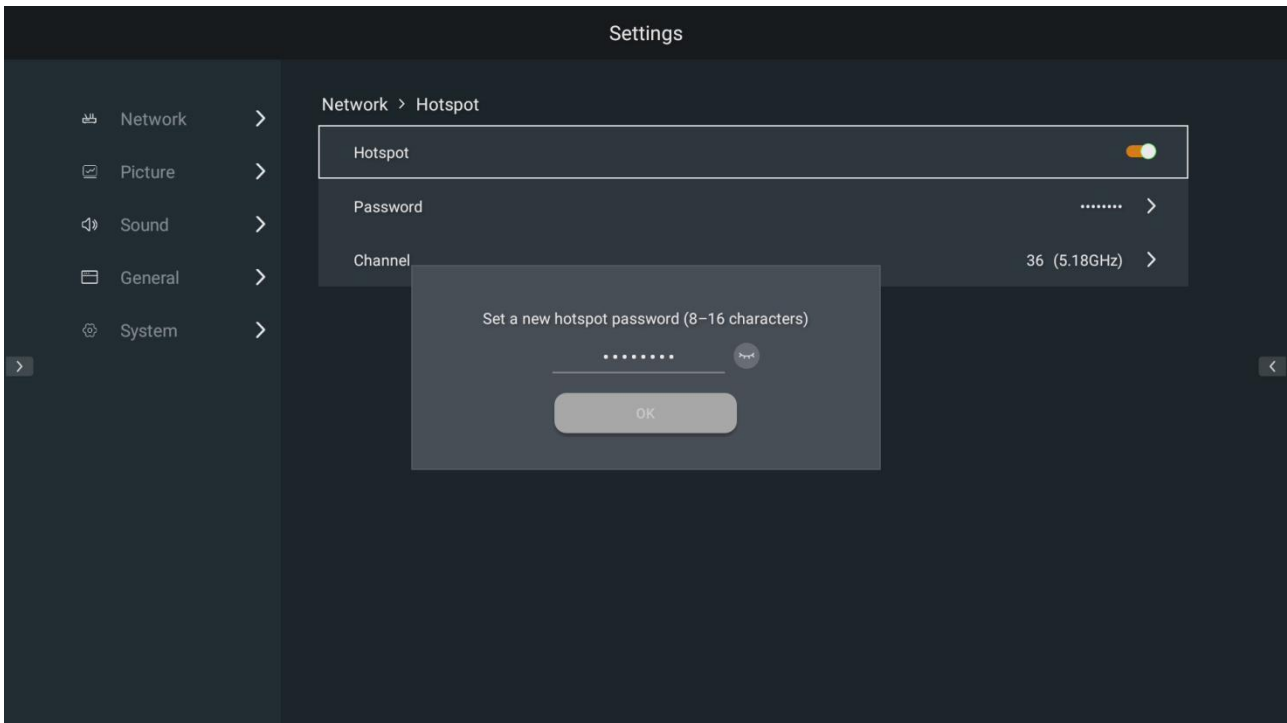 Settings
Network
Picture
Sound
General
System
Network > Hotspot
Hotspot
Password ········
Channel 36 (5.18GHz)
Set a new hotspot password (8–16 characters)
········
OK